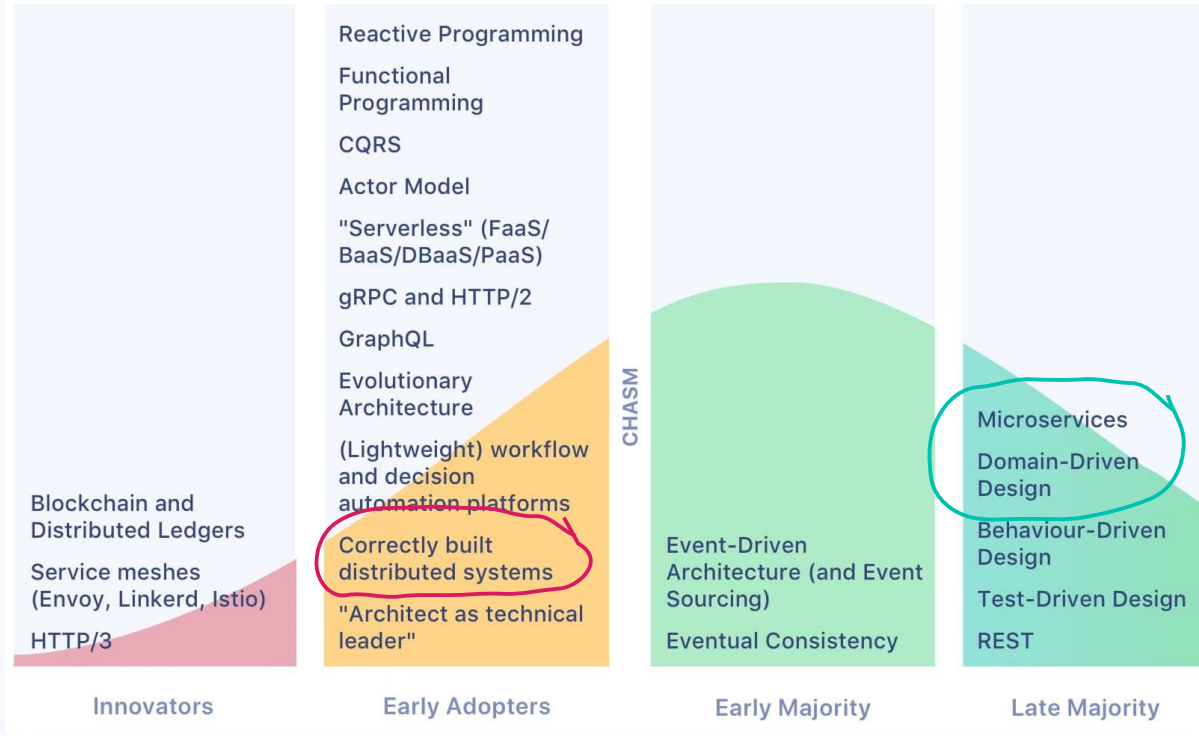 Blockchain and
Distributed Ledgers
Service meshes
(Envoy, Linkerd, Istio)
HTTP/3
Innovators
Reactive Programming
Functional
Programming
CQRS
Actor Model
"Serverless" (FaaS/
BaaS/DBaaS/PaaS)
gRPC and HTTP/2
GraphQL
Evolutionary
Architecture
(Lightweight) workflow
and decision
automation platforms
Correctly built
distributed systems
"Architect as technical
leader"
Early Adopters
CHASM
Event-Driven
Architecture (and Event
Sourcing)
Eventual Consistency
Early Majority
Microservices
Domain-Driven
Design
Behaviour-Driven
Design
Test-Driven Design
REST
Late Majority